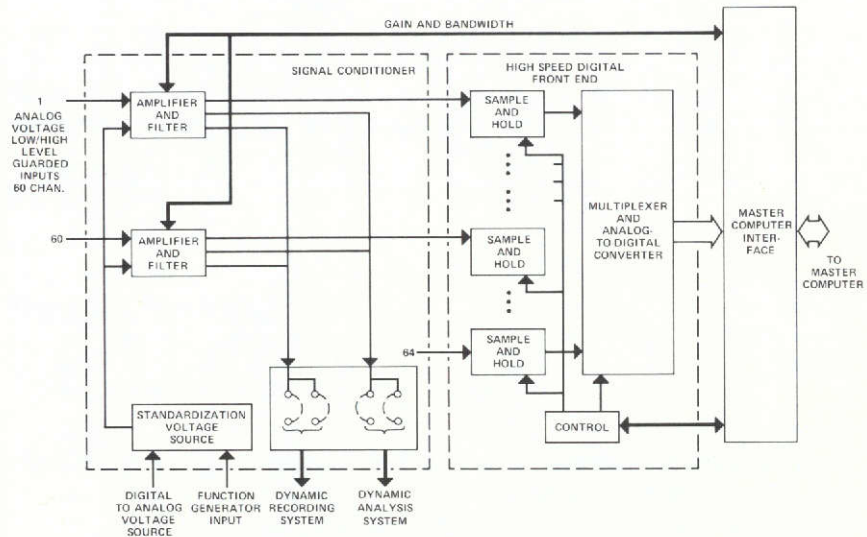 GAIN AND BANDWIDTH
SIGNAL CONDITIONER
HIGH SPEED DIGITAL
FRONT END
1
ANALOG
VOLTAGE
LOW/HIGH
LEVEL
GUARDED
INPUTS
60 CHAN.
AMPLIFIER
AND
FILTER
SAMPLE
AND
HOLD
60
AMPLIFIER
AND
FILTER
SAMPLE
AND
HOLD
MULTIPLEXER
AND
ANALOG-
TO DIGITAL
CONVERTER
MASTER
COMPUTER
INTER-
FACE
TO
MASTER
COMPUTER
64
SAMPLE
AND
HOLD
STANDARDIZATION
VOLTAGE
SOURCE
CONTROL
DIGITAL
TO ANALOG
VOLTAGE
SOURCE
FUNCTION
GENERATOR
INPUT
DYNAMIC
RECORDING
SYSTEM
DYNAMIC
ANALYSIS
SYSTEM